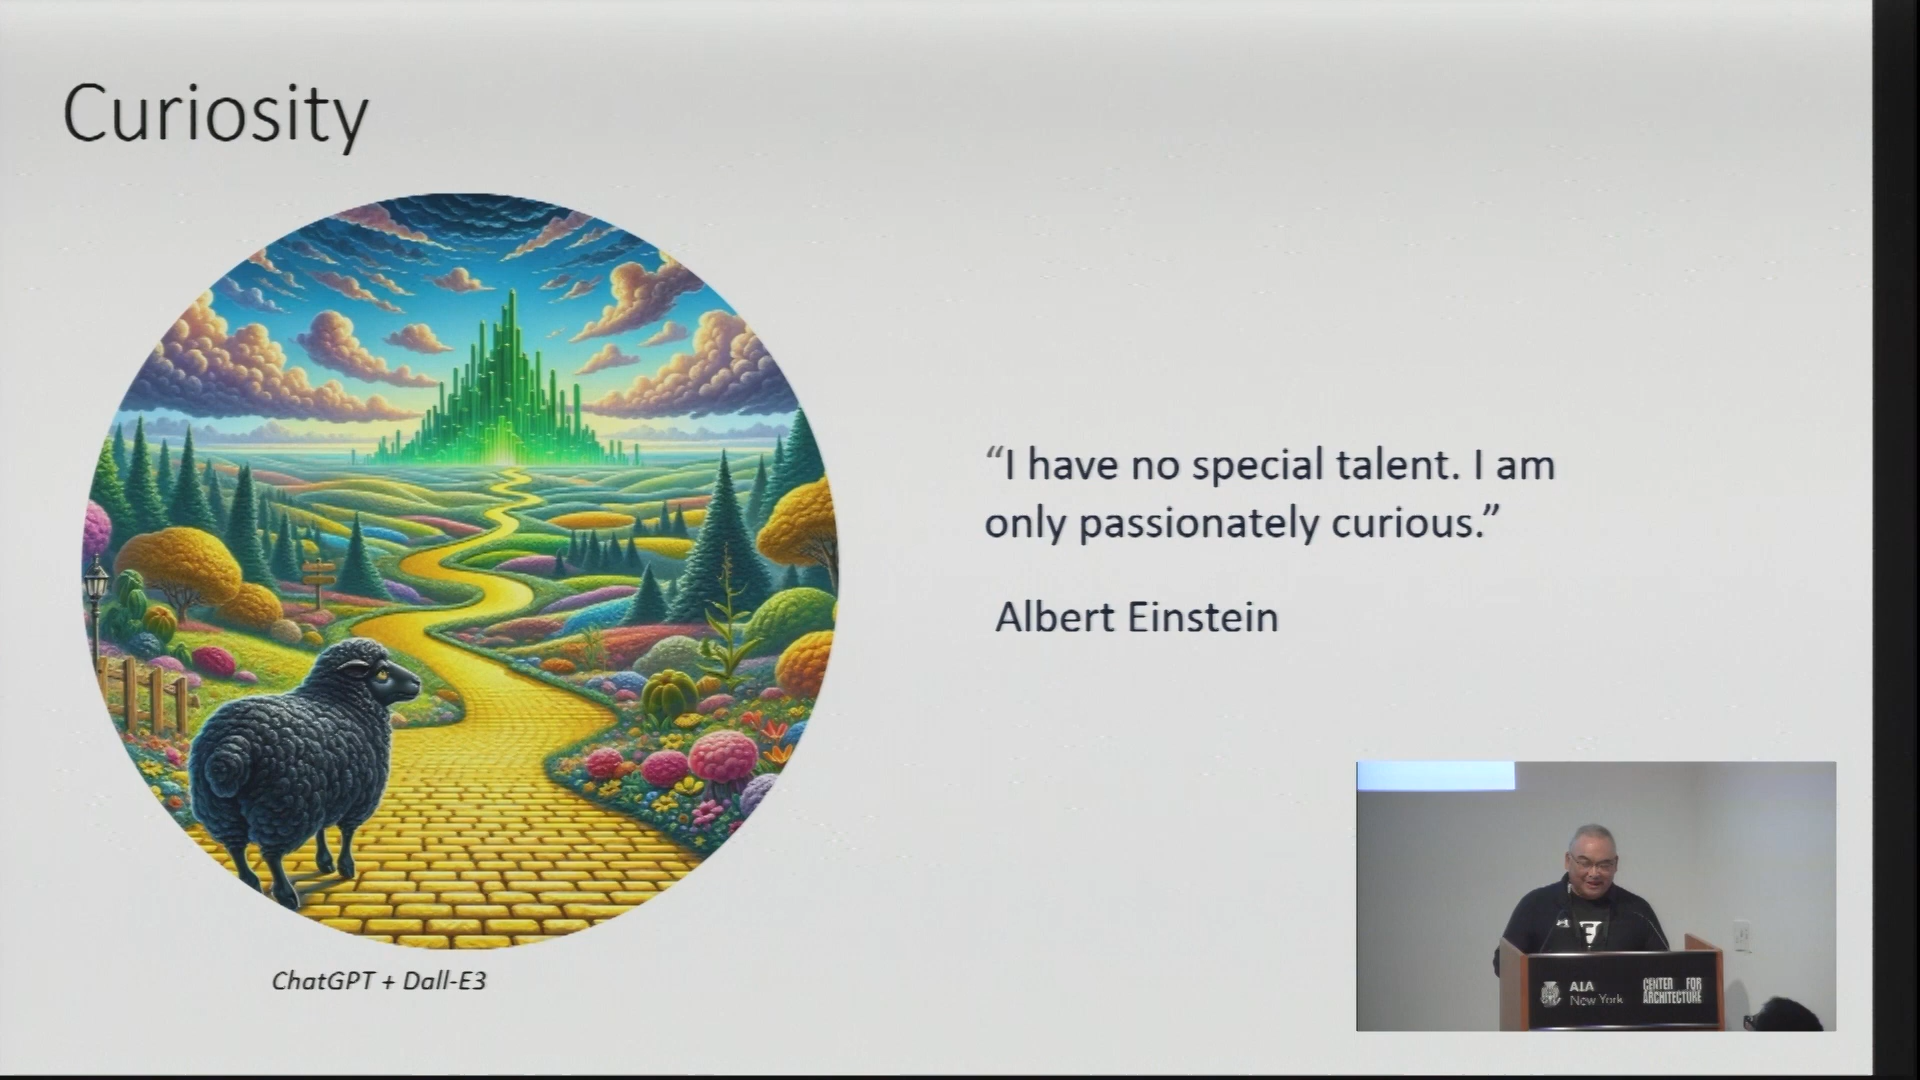 Curiosity
“I have no special talent. I am
only passionately curious.”
Albert Einstein
ChatGPT + Dall-E3
AIA
New York
CENTER FOR
ARCHITECTURE